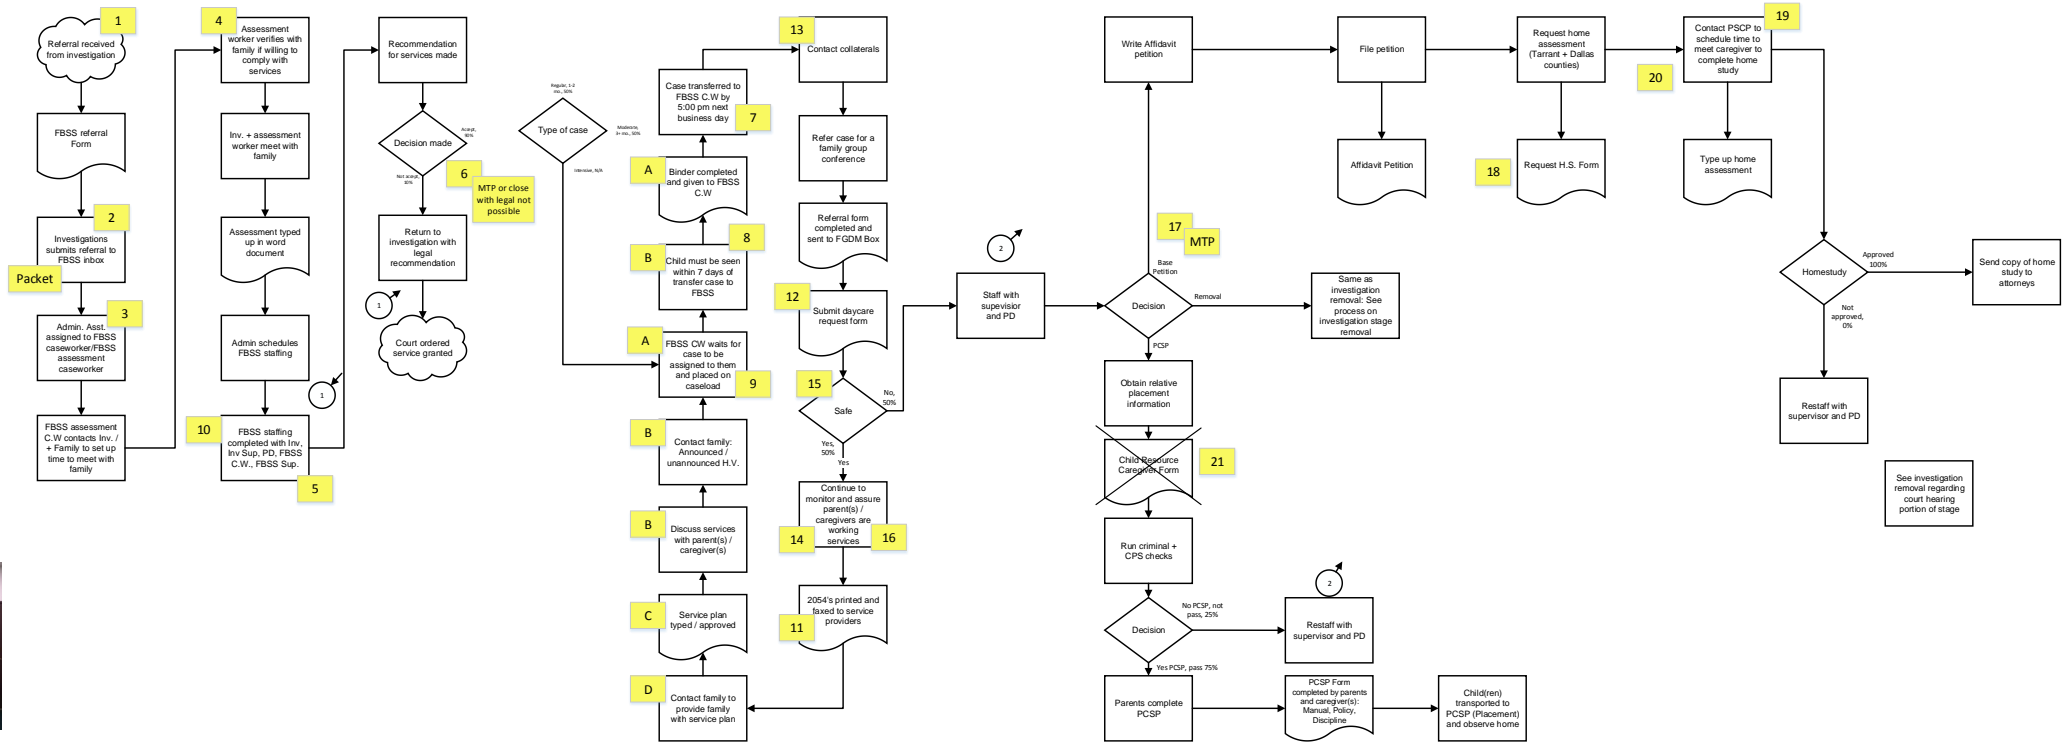 1
Referral received
from investigation
FBSS referral
Form
2
Investigations
submits referral to
FBSS inbox
Packet
3
Admin. Asst.
assigned to FBSS
caseworker/FBSS
assessment
caseworker
FBSS assessment
C.W contacts Inv. /
+ Family to set up
time to meet with
family
4
Assessment
worker verifies with
family if willing to
comply with
services
Inv. + assessment
worker meet with
family
Assessment typed
up in word
document
Admin schedules
FBSS staffing
1
10
FBSS staffing
completed with Inv,
Inv Sup, PD, FBSS
C.W., FBSS Sup.
5
Recommendation
for services made
Decision made
Accept,
90%
Not accept,
10%
6
MTP or close
with legal not
possible
Return to
investigation with
legal
recommendation
1
Court ordered
service granted
Regular, 1-2
mo., 50%
Type of case
Moderate,
3+ mo., 50%
Intensive, N/A
Case transferred to
FBSS C.W by
5:00 pm next
business day
7
A
Binder completed
and given to FBSS
C.W
8
B
Child must be seen
within 7 days of
transfer case to
FBSS
A
FBSS CW waits for
case to be
assigned to them
and placed on
caseload
9
B
Contact family:
Announced /
unannounced H.V.
B
Discuss services
with parent(s) /
caregiver(s)
C
Service plan
typed / approved
D
Contact family to
provide family
with service plan
13
Contact collaterals
Refer case for a
family group
conference
Referral form
completed and
sent to FGDM Box
12
Submit daycare
request form
15
Safe
No,
50%
Yes,
50%
Yes
Continue to
monitor and assure
parent(s) /
caregivers are
working
services
14
16
2054's printed and
faxed to service
providers
11
2
Staff with
supevisior
and PD
Write Affidavit
petition
17
MTP
Base
Petition
Decision
Removal
PCSP
Same as
investigation
removal: See
process on
investigation stage
removal
Obtain relative
placement
information
Child Resource
Caregiver Form
21
Run criminal +
CPS checks
Decision
No PCSP, not
pass, 25%
Yes PCSP, pass 75%
2
Restaff with
supervisor and PD
Parents complete
PCSP
PCSP Form
completed by parents
and caregiver(s):
Manual, Policy,
Discipline
Child(ren)
transported to
PCSP (Placement)
and observe home
File petition
Affidavit Petition
Request home
assessment
(Tarrant + Dallas
counties)
18
Request H.S. Form
19
Contact PSCP to
schedule time to
meet caregiver to
complete home
study
20
Type up home
assessment
Homestudy
Approved
100%
Not
approved,
0%
Send copy of home
study to
attorneys
Restaff with
supervisor and PD
See investigation
removal regarding
court hearing
portion of stage